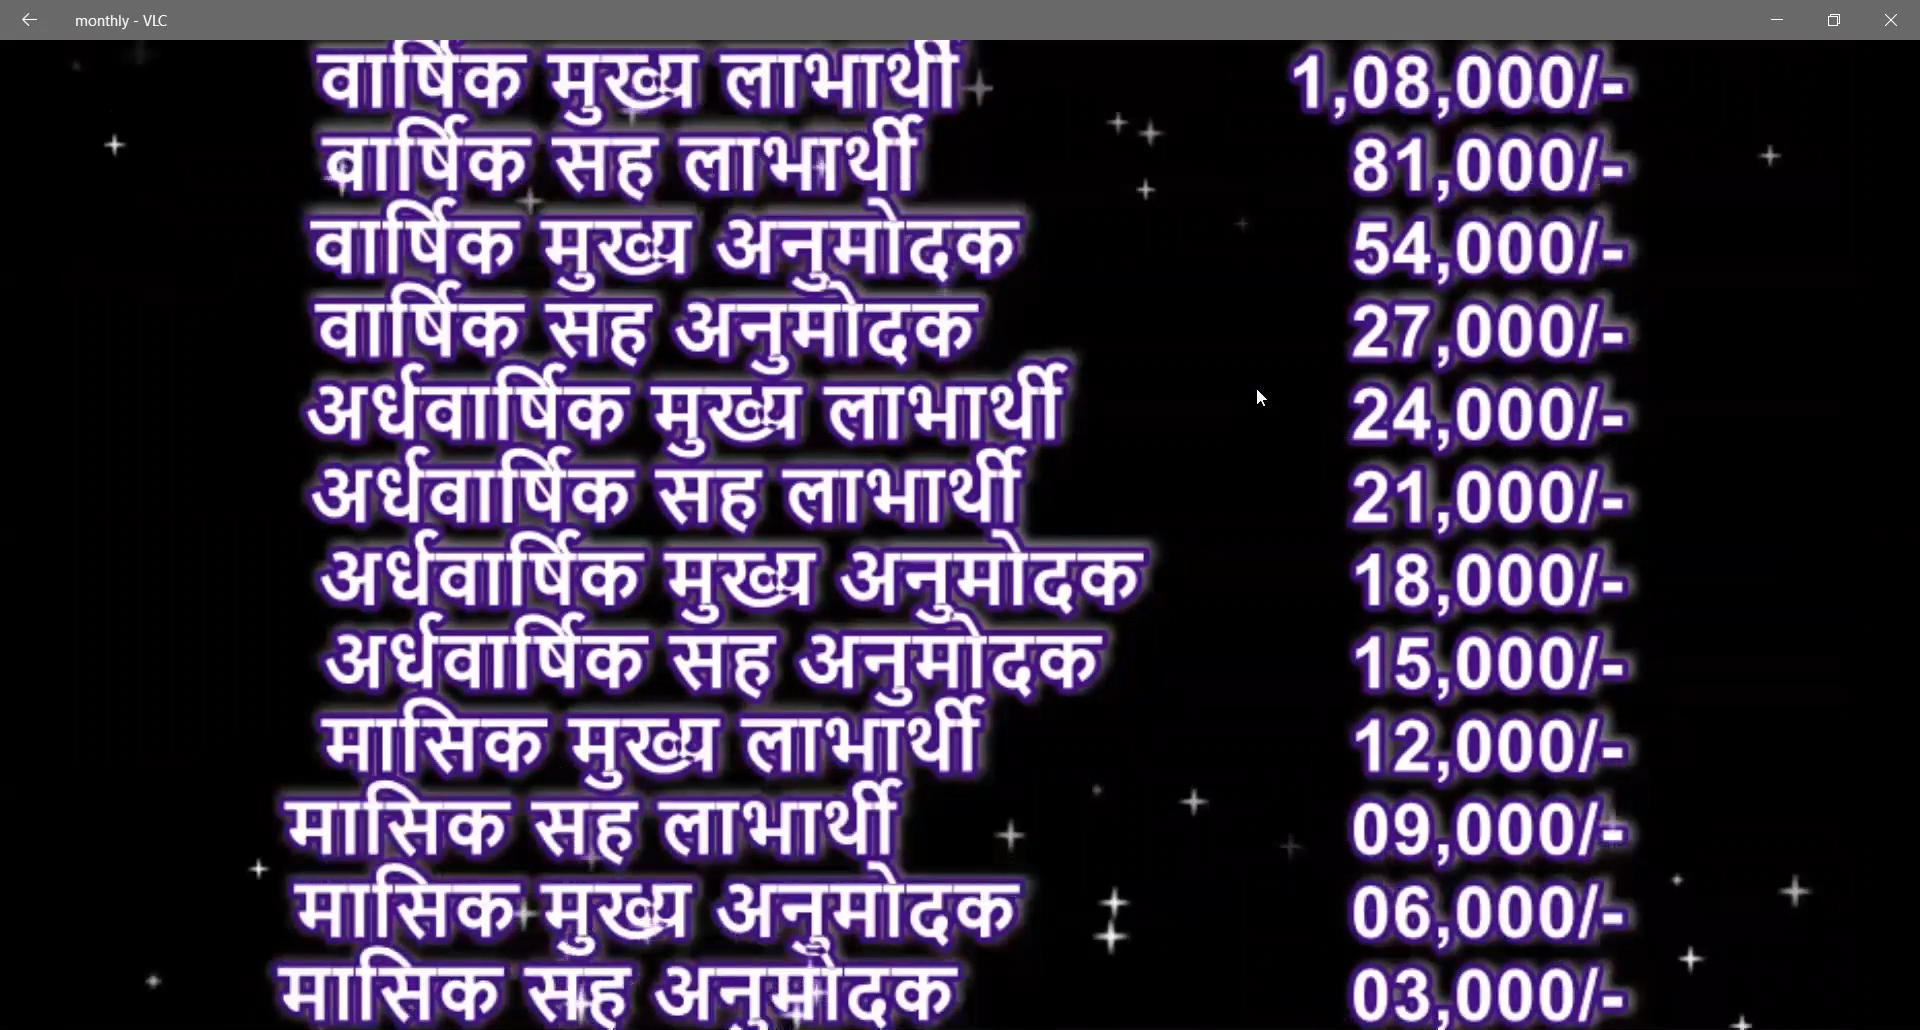 monthly - VLC
वार्षिक मुख्य लाभार्थी 1,08,000/-
वार्षिक सह लाभार्थी 81,000/-
वार्षिक मुख्य अनुमोदक 54,000/-
वार्षिक सह अनुमोदक 27,000/-
अर्धवार्षिक मुख्य लाभार्थी 24,000/-
अर्धवार्षिक सह लाभार्थी 21,000/-
अर्धवार्षिक मुख्य अनुमोदक 18,000/-
अर्धवार्षिक सह अनुमोदक 15,000/-
मासिक मुख्य लाभार्थी 12,000/-
मासिक सह लाभार्थी 09,000/-
मासिक मुख्य अनुमोदक 06,000/-
मासिक सह अनुमोदक 03,000/-